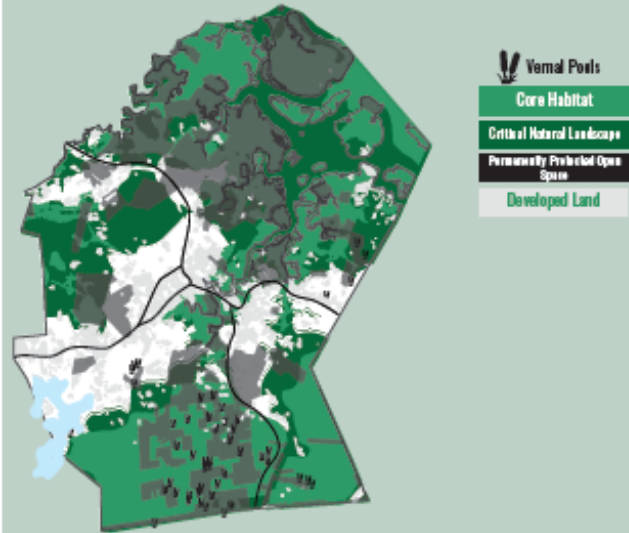 Vernal Pools
Core Habitat
Critical Natural Landscape
Permanently Protected Open
Space
Developed Land